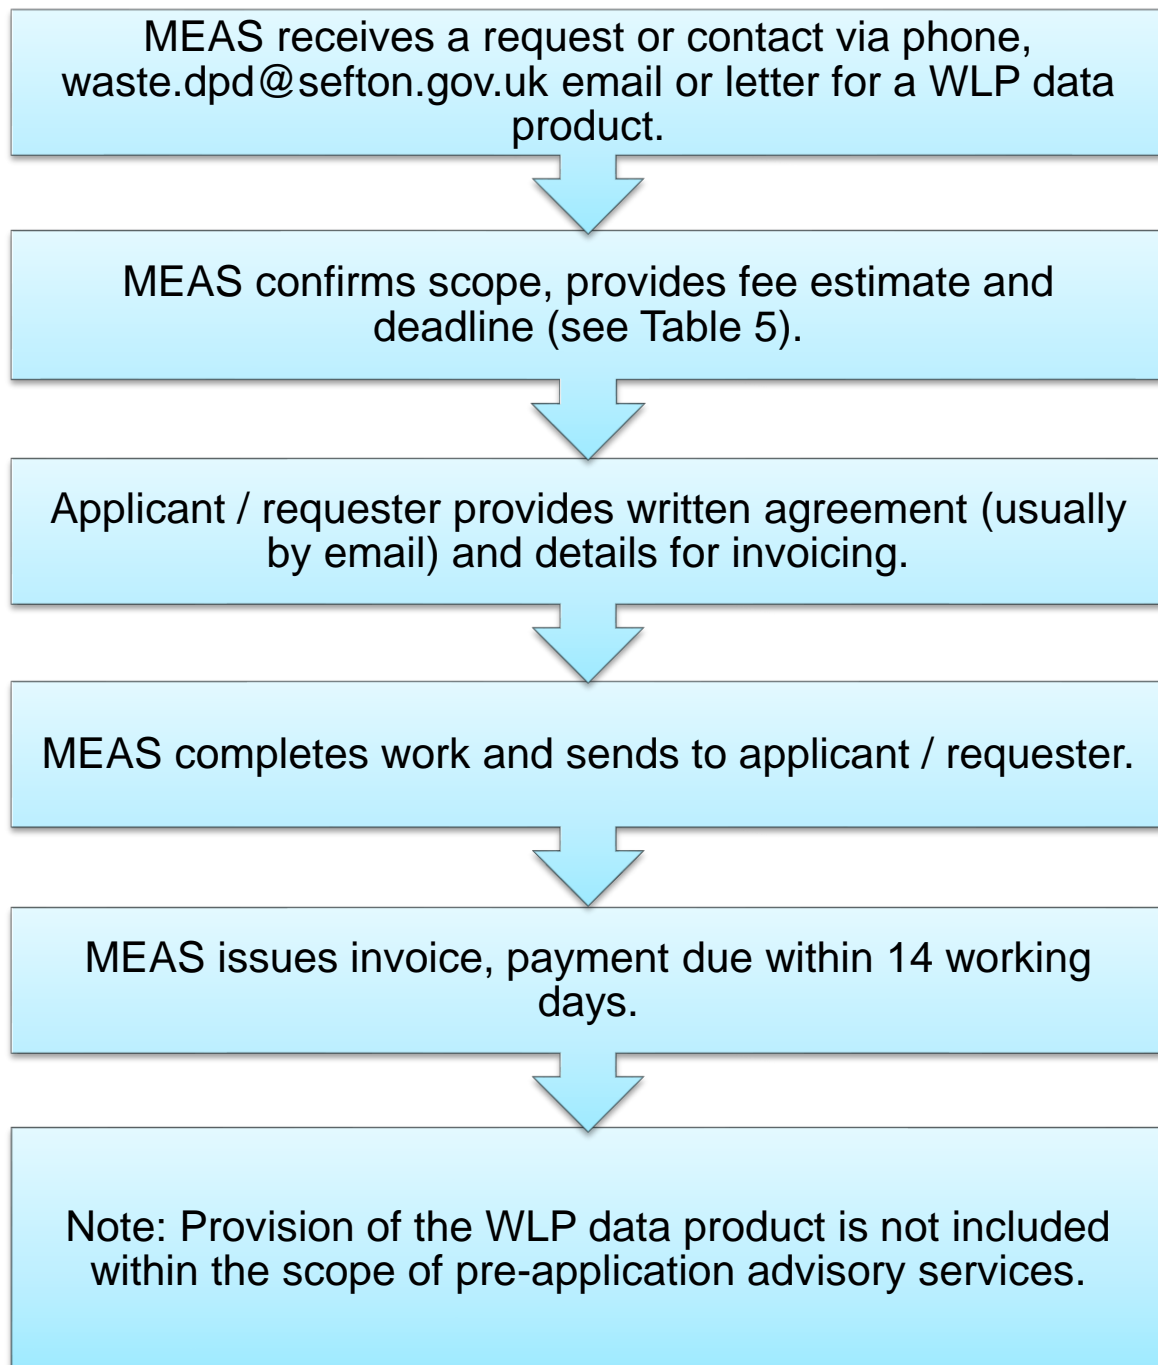 MEAS receives a request or contact via phone,
waste.dpd@sefton.gov.uk email or letter for a WLP data
product.
MEAS confirms scope, provides fee estimate and
deadline (see Table 5).
Applicant / requester provides written agreement (usually
by email) and details for invoicing.
MEAS completes work and sends to applicant / requester.
MEAS issues invoice, payment due within 14 working
days.
Note: Provision of the WLP data product is not included
within the scope of pre-application advisory services.